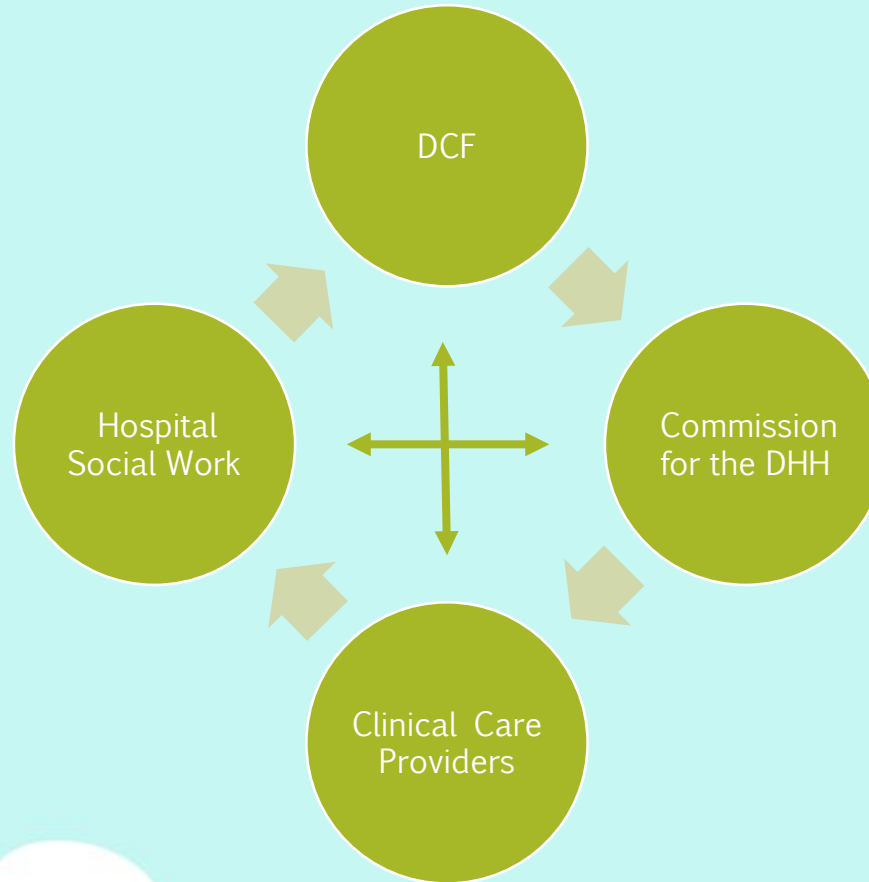 DCF
Hospital
Social Work
Commission
for the DHH
Clinical Care
Providers